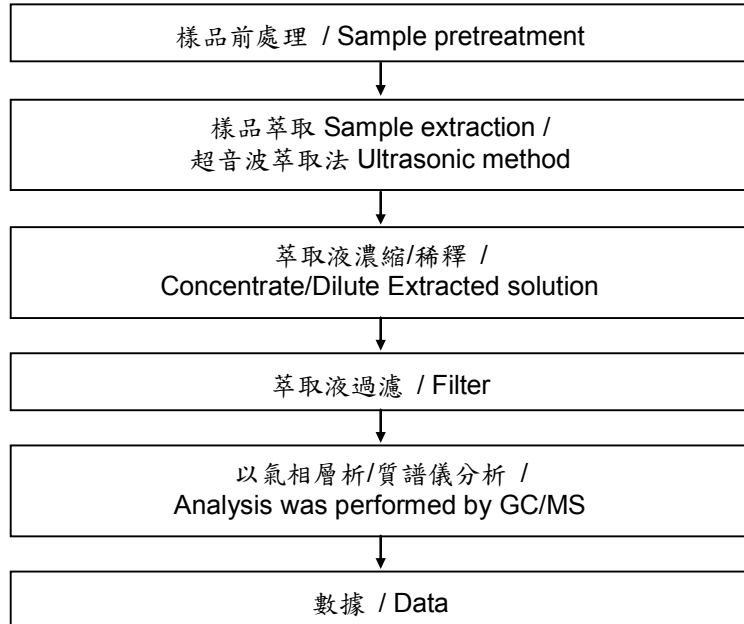 樣品前處理 / Sample pretreatment
樣品萃取 Sample extraction /
超音波萃取法 Ultrasonic method
萃取液濃縮/稀釋 /
Concentrate/Dilute Extracted solution
萃取液過濾 / Filter
以氣相層析/質譜儀分析 /
Analysis was performed by GC/MS
數據 / Data